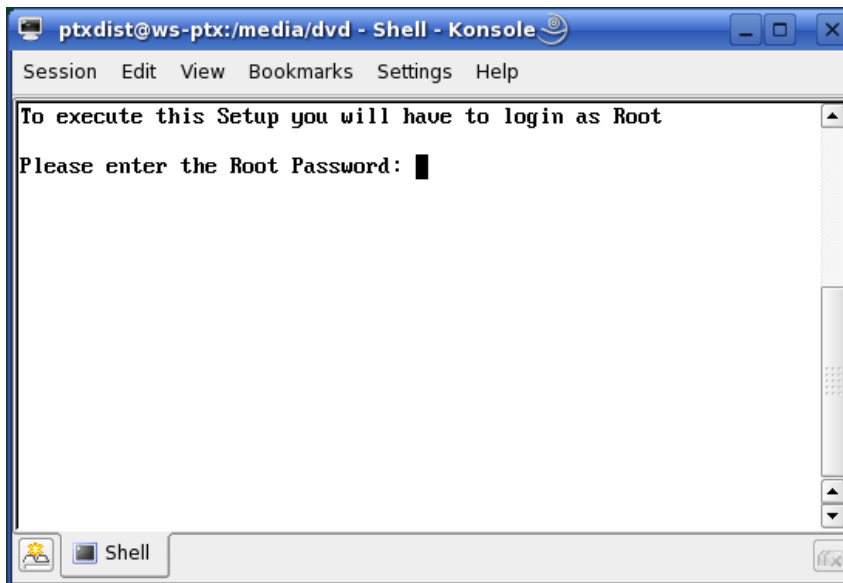 ptxdist@ws-ptx:/media/dvd - Shell - Konsole
Session Edit View Bookmarks Settings Help
To execute this Setup you will have to login as Root
Please enter the Root Password:
Shell